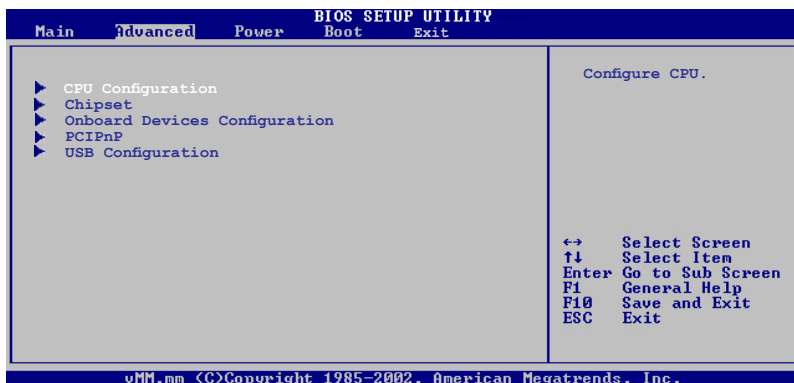 BIOS SETUP UTILITY
Main Advanced Power Boot Exit
CPU Configuration
Chipset
Onboard Devices Configuration
PCIPnP
USB Configuration
Configure CPU.
←→ Select Screen
↑↓ Select Item
Enter Go to Sub Screen
F1 General Help
F10 Save and Exit
ESC Exit
vMM.mm (C)Copyright 1985-2002, American Megatrends, Inc.